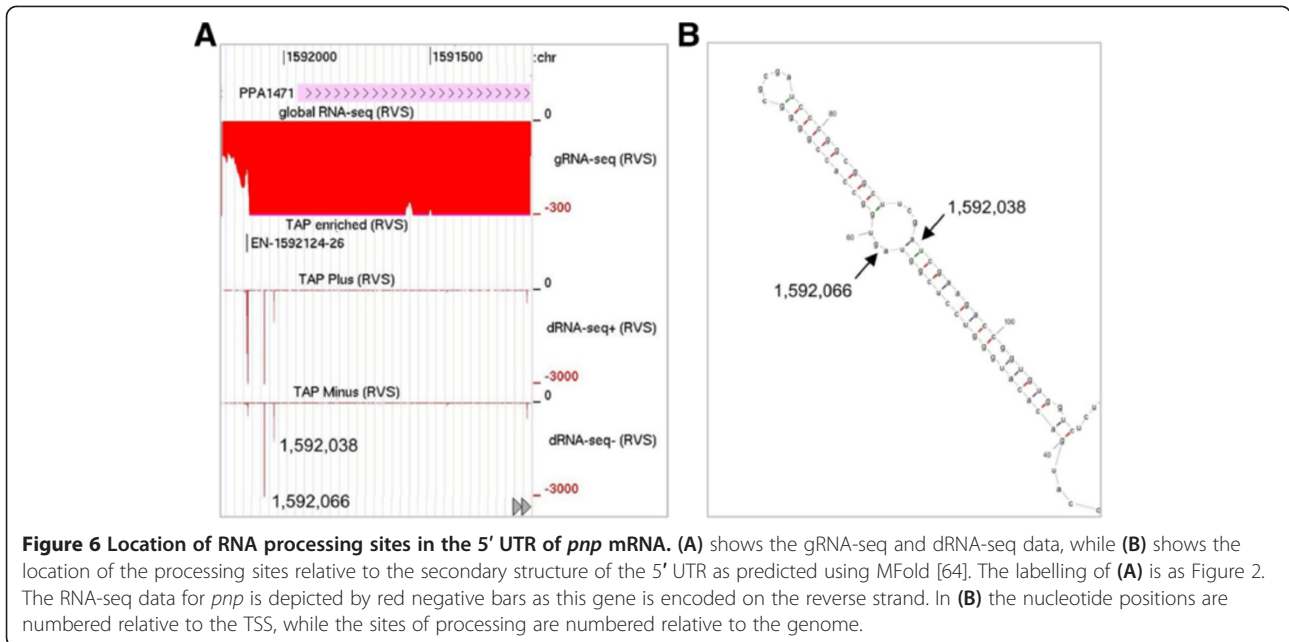 A
1592000
1591500
:chr
PPA1471
global RNA-seq (RVS)
0
gRNA-seq (RVS)
-300
TAP enriched (RVS)
EN-1592124-26
TAP Plus (RVS)
0
dRNA-seq+ (RVS)
-3000
TAP Minus (RVS)
0
dRNA-seq- (RVS)
1,592,038
-3000
1,592,066
B
80
1,592,038
60
1,592,066
100
40
Figure 6 Location of RNA processing sites in the 5′ UTR of pnp mRNA. (A) shows the gRNA-seq and dRNA-seq data, while (B) shows the
location of the processing sites relative to the secondary structure of the 5′ UTR as predicted using MFold [64]. The labelling of (A) is as Figure 2.
The RNA-seq data for pnp is depicted by red negative bars as this gene is encoded on the reverse strand. In (B) the nucleotide positions are
numbered relative to the TSS, while the sites of processing are numbered relative to the genome.